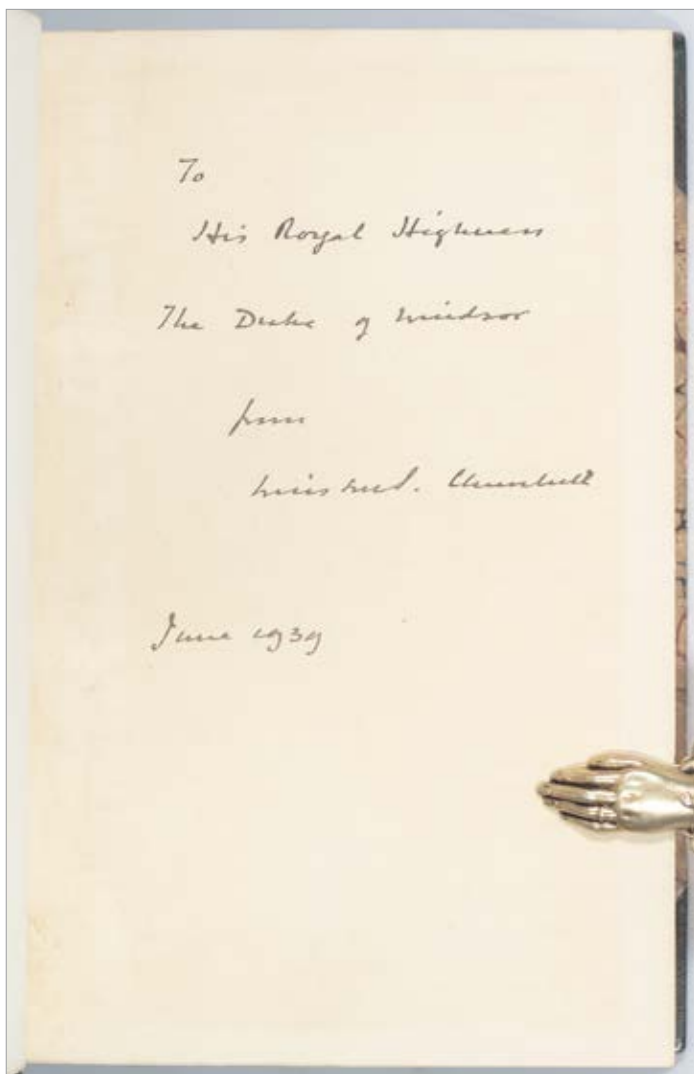 To
His Royal Highness
The Duke of Windsor
from
Winston S. Churchill
June 1939